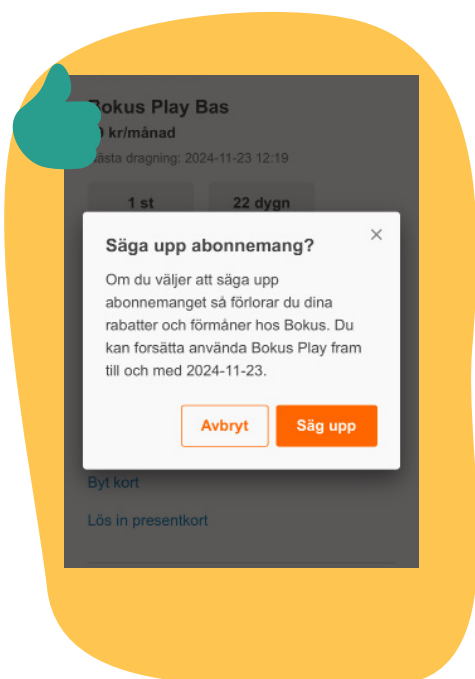 Bokus Play Bas
kr/månad
Nästa dragning: 2024-11-23 12:19
1 st
22 dygn
Säga upp abonnemang?
Om du väljer att säga upp
abonnemanget så förlorar du dina
rabatter och förmåner hos Bokus. Du
kan forsätta använda Bokus Play fram
till och med 2024-11-23.
Avbryt
Säg upp
Byt kort
Lös in presentkort